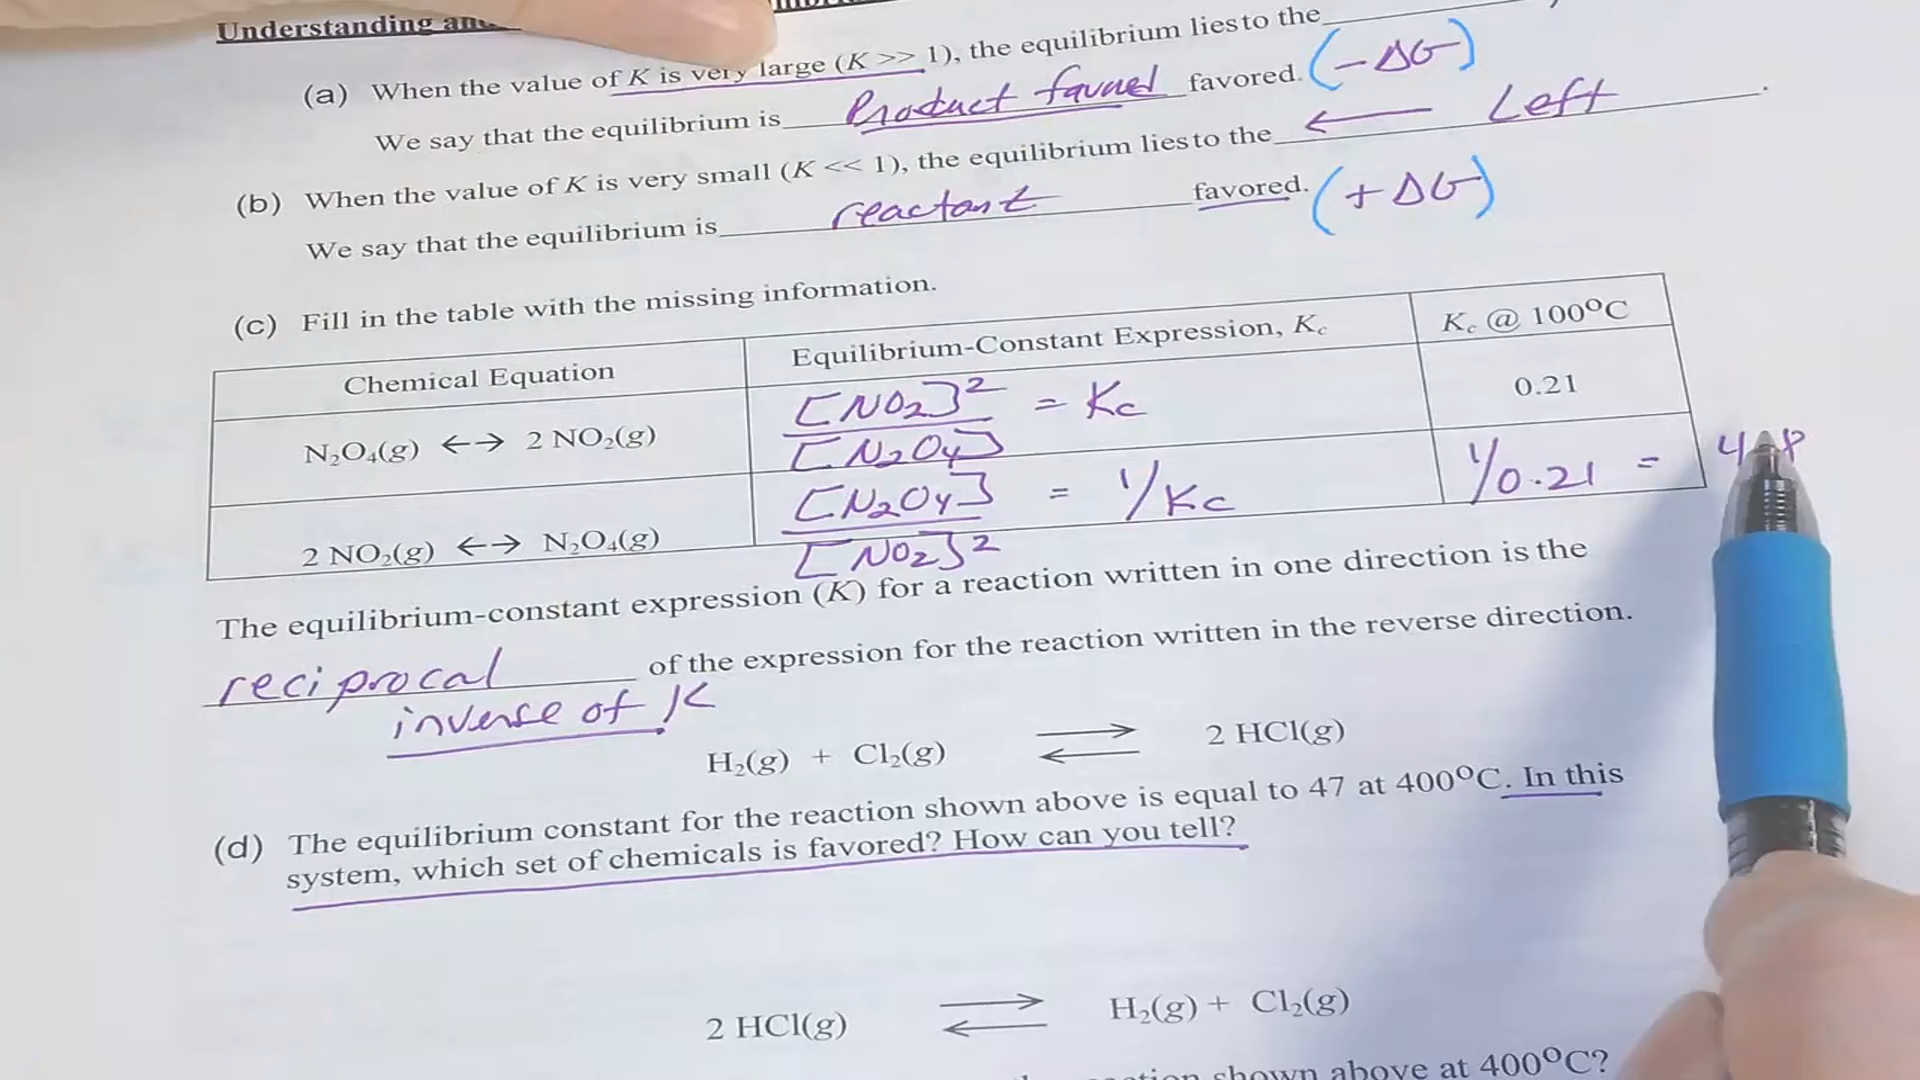 Understanding
(a) When the value of K is very large (K >> 1), the equilibrium lies to the
We say that the equilibrium is Product favored favored. (-ΔG)
(b) When the value of K is very small (K << 1), the equilibrium lies to the ← Left.
We say that the equilibrium is reactant favored. (+ΔG)
(c) Fill in the table with the missing information.
Chemical Equation Equilibrium-Constant Expression, Kc Kc @ 100°C
N₂O₄(g) ↔ 2 NO₂(g) [NO₂]² / [N₂O₄] = Kc 0.21
2 NO₂(g) ↔ N₂O₄(g) [N₂O₄] / [NO₂]² = 1/Kc 1/0.21 =
The equilibrium-constant expression (K) for a reaction written in one direction is the
reciprocal of the expression for the reaction written in the reverse direction.
inverse of K
H₂(g) + Cl₂(g) ⇌ 2 HCl(g)
(d) The equilibrium constant for the reaction shown above is equal to 47 at 400°C. In this
system, which set of chemicals is favored? How can you tell?
2 HCl(g) ⇌ H₂(g) + Cl₂(g)
shown above at 400°C?